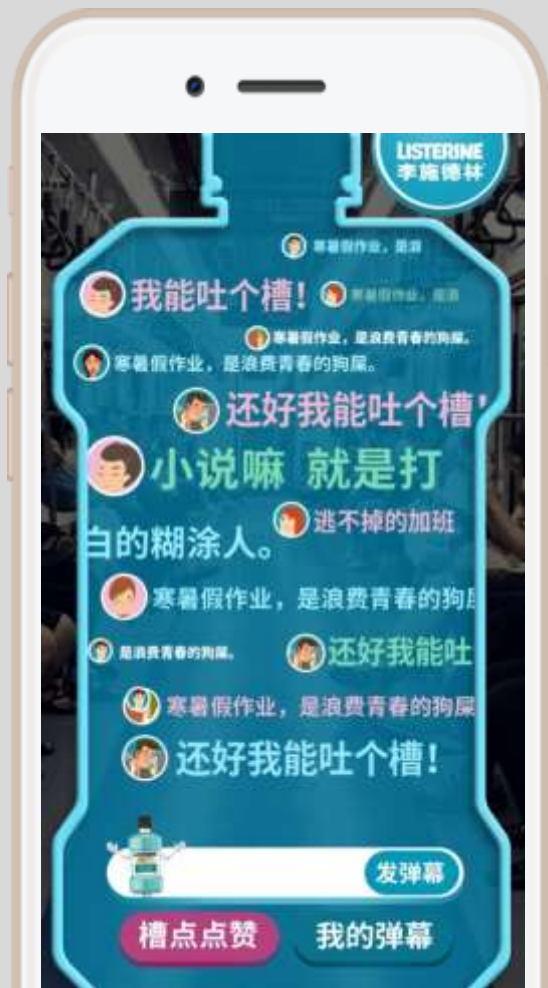 LISTERINE
李施德林
寒暑假作业，是浪
我能吐个槽！
寒暑假作业，是浪
寒暑假作业，是浪费青春的狗屎。
寒暑假作业，是浪费青春的狗屎。
还好我能吐个槽！
小说嘛 就是打
逃不掉的加班
白的糊涂人。
寒暑假作业，是浪费青春的狗屎
是浪费青春的狗屎。
还好我能吐
寒暑假作业，是浪费青春的狗屎
还好我能吐个槽！
发弹幕
槽点点赞
我的弹幕